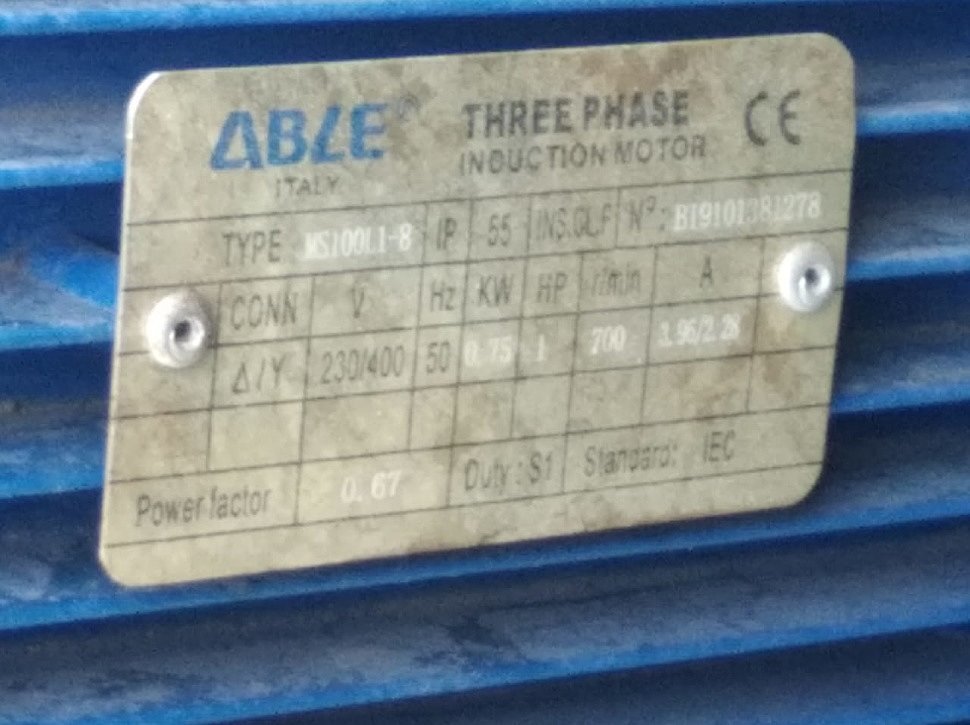 ABLE® THREE PHASE CE
ITALY INDUCTION MOTOR
TYPE MS100L1-8 IP 55 INS.CL.F Nº: B19101381278
CONN V Hz KW HP r/min A
Δ/Y 230/400 50 0.75 1 700 3.96/2.28
Power factor 0.67 Duty: S1 Standard: IEC